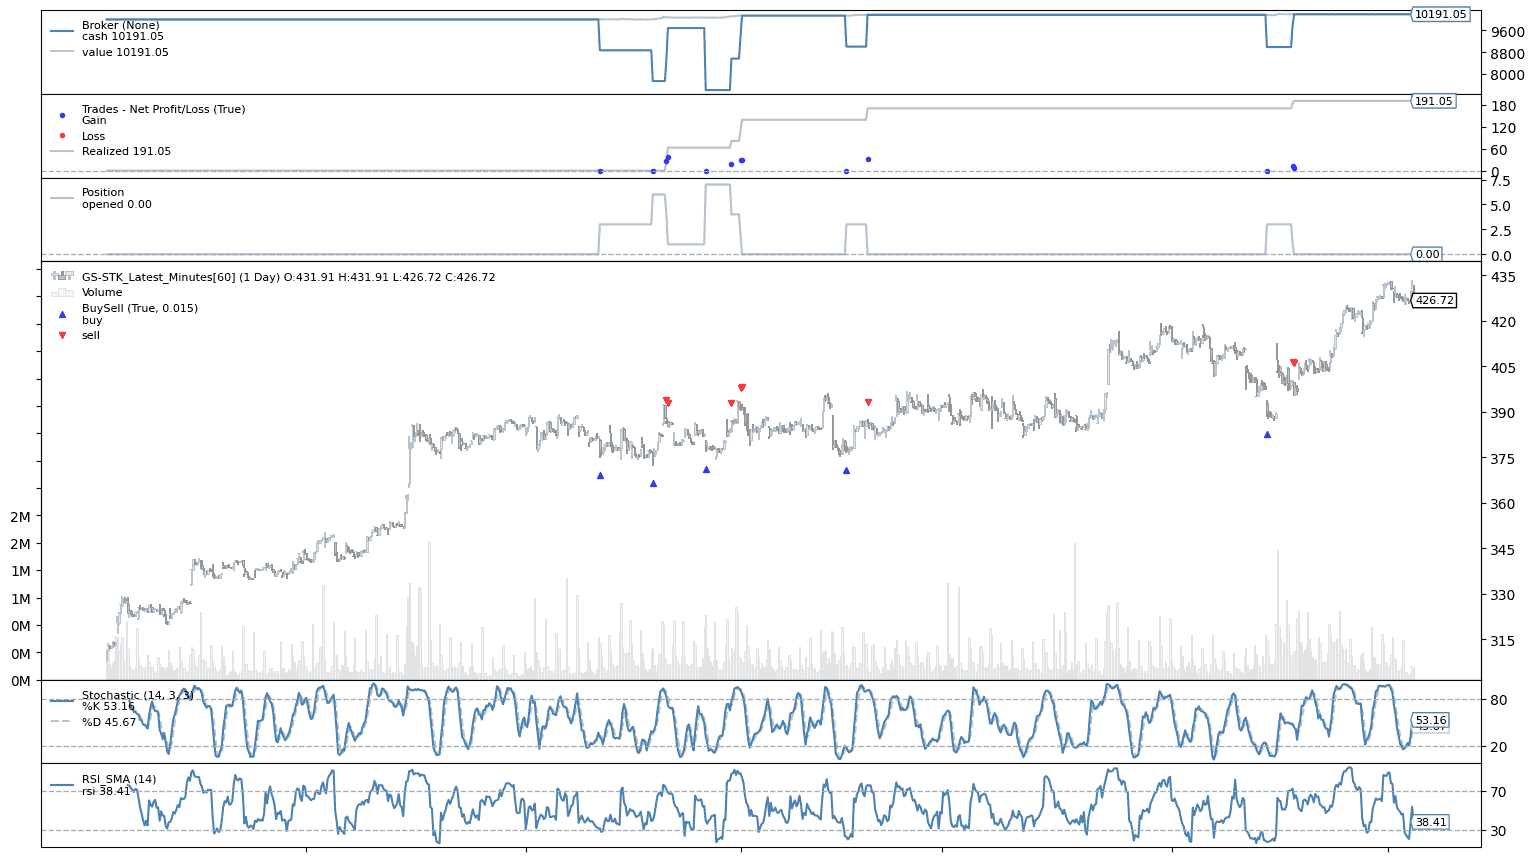 Broker (None)
cash 10191.05
value 10191.05
10191.05
9600
8800
8000
Trades - Net Profit/Loss (True)
Gain
Loss
Realized 191.05
191.05
180
120
60
0
Position
opened 0.00
7.5
5.0
2.5
0.0
0.00
GS-STK_Latest_Minutes[60] (1 Day) O:431.91 H:431.91 L:426.72 C:426.72
Volume
BuySell (True, 0.015)
buy
sell
435
426.72
420
405
390
375
360
345
330
315
2M
2M
1M
1M
0M
0M
0M
Stochastic (14, 3, 3)
%K 53.16
%D 45.67
80
53.16
20
RSI_SMA (14)
rsi 38.41
70
38.41
30